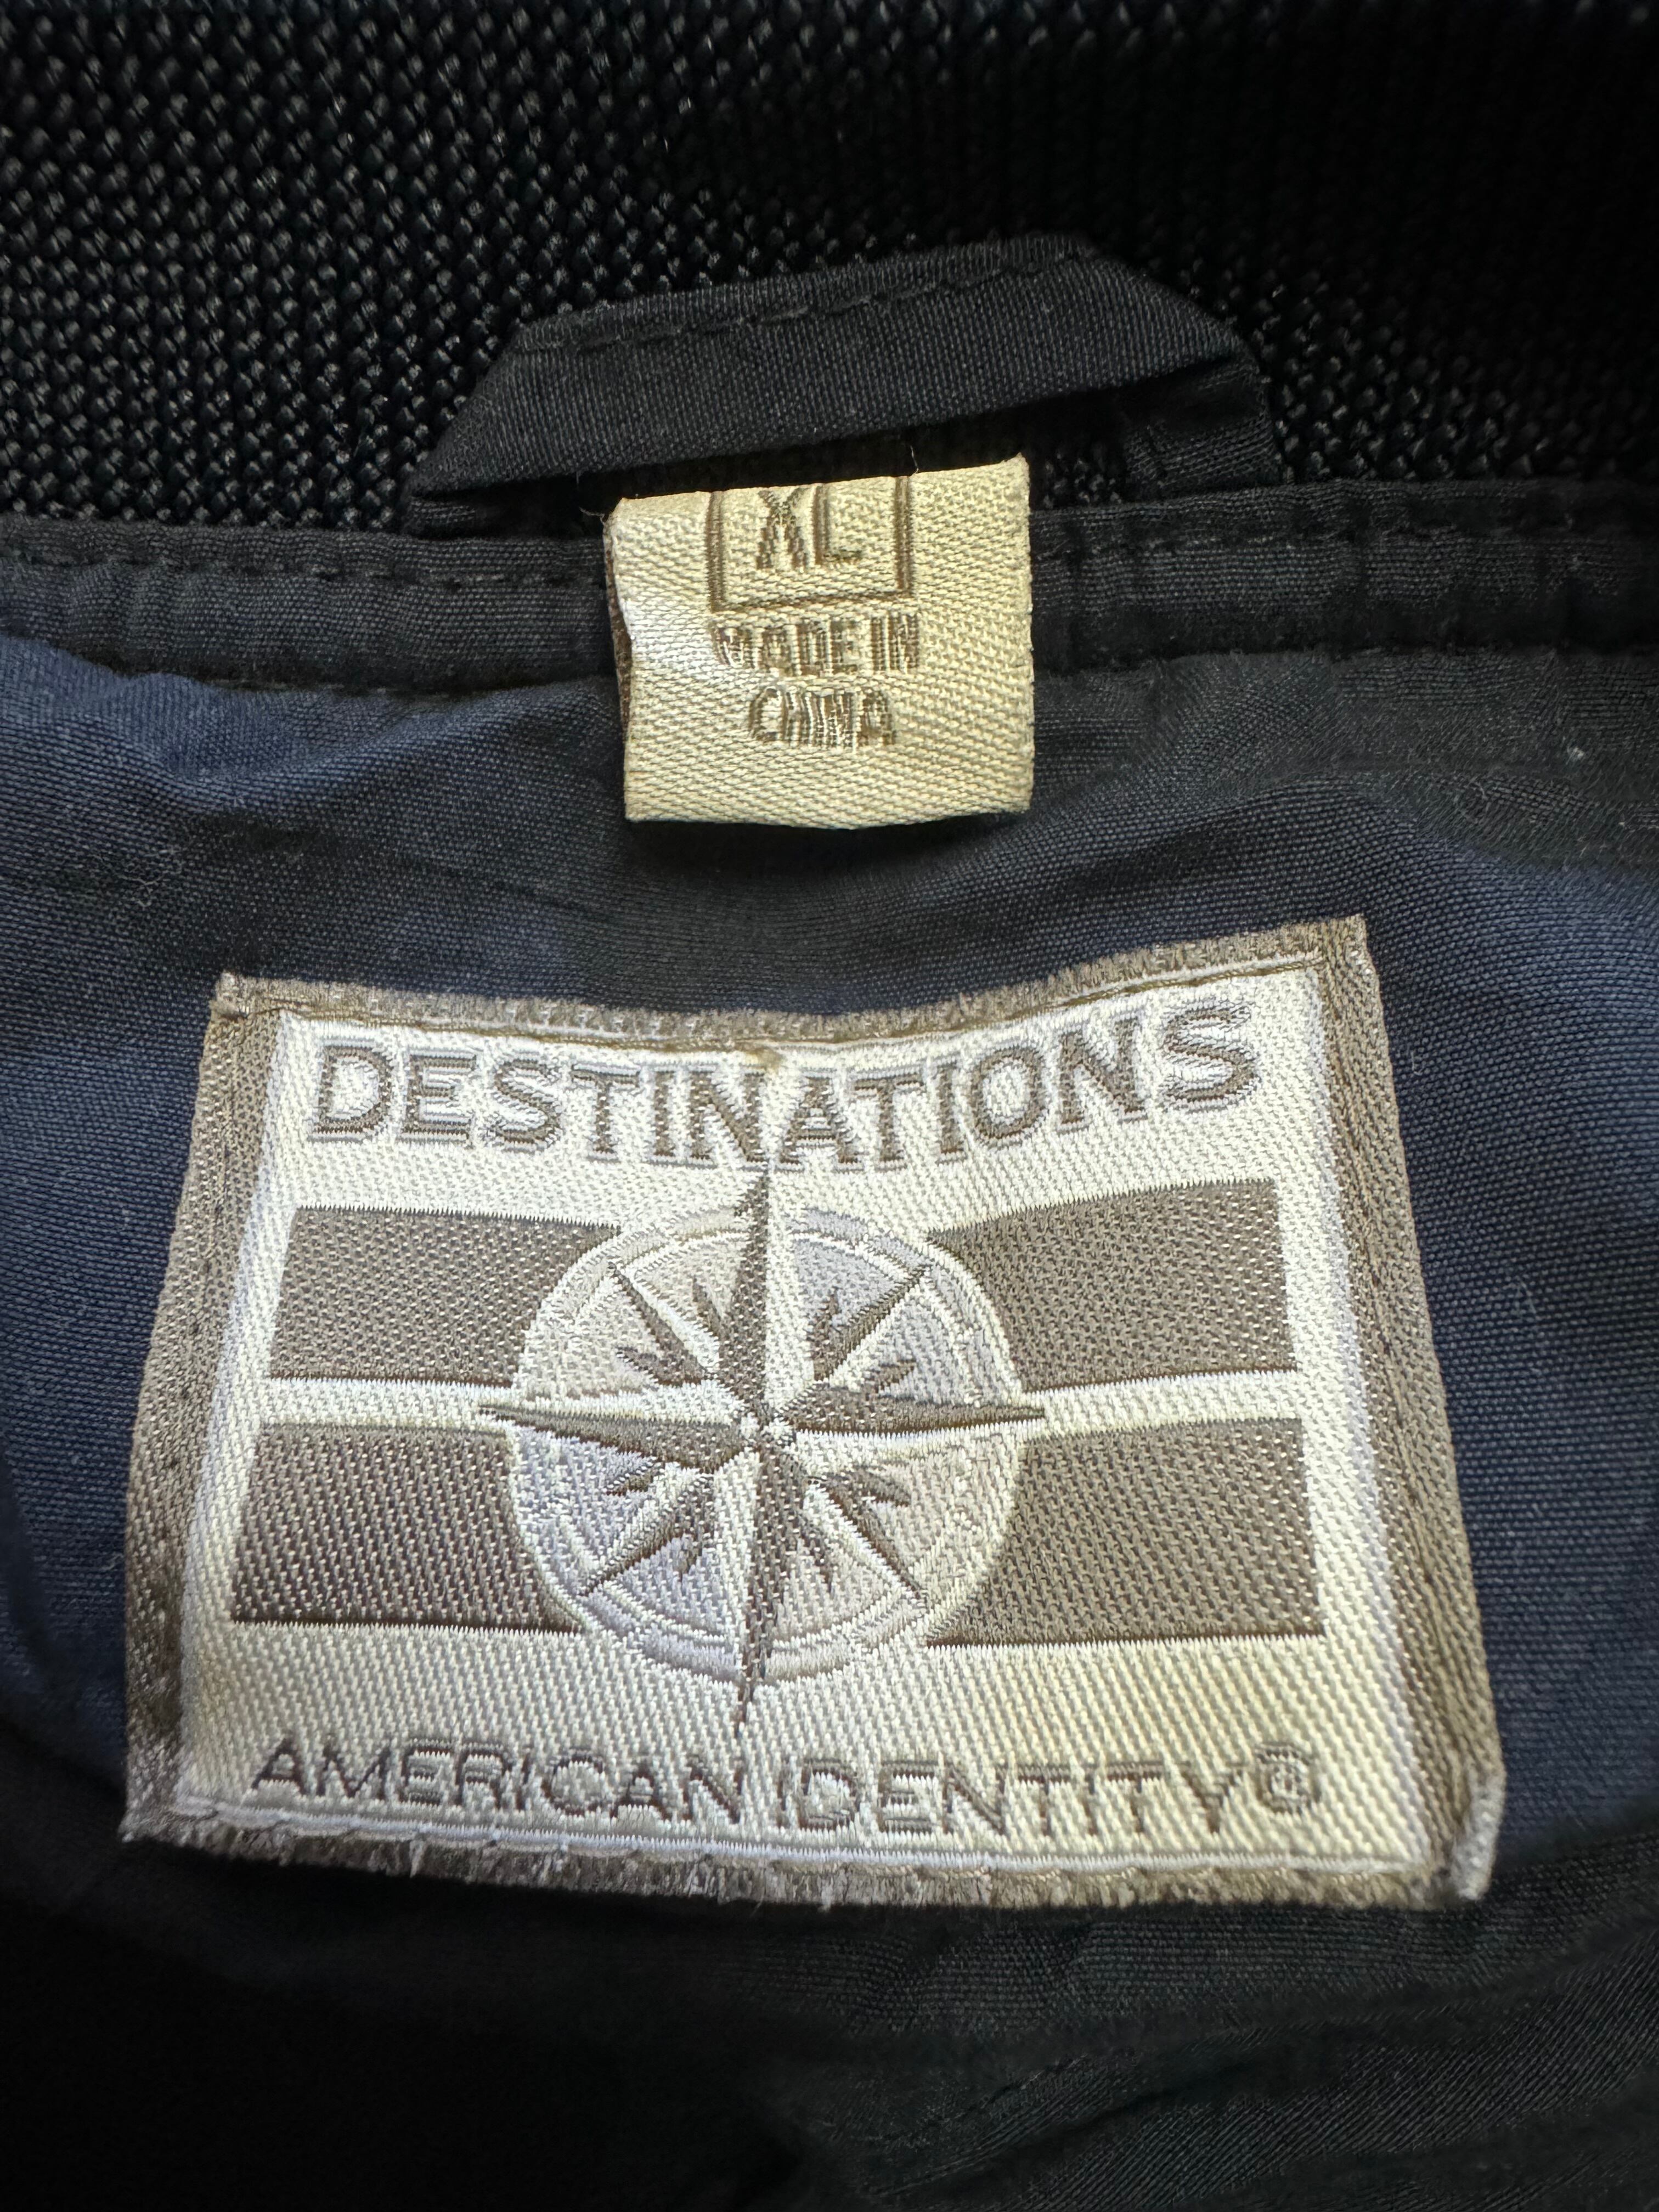 XL
MADE IN
CHINA
DESTINATIONS
AMERICAN IDENTITY®